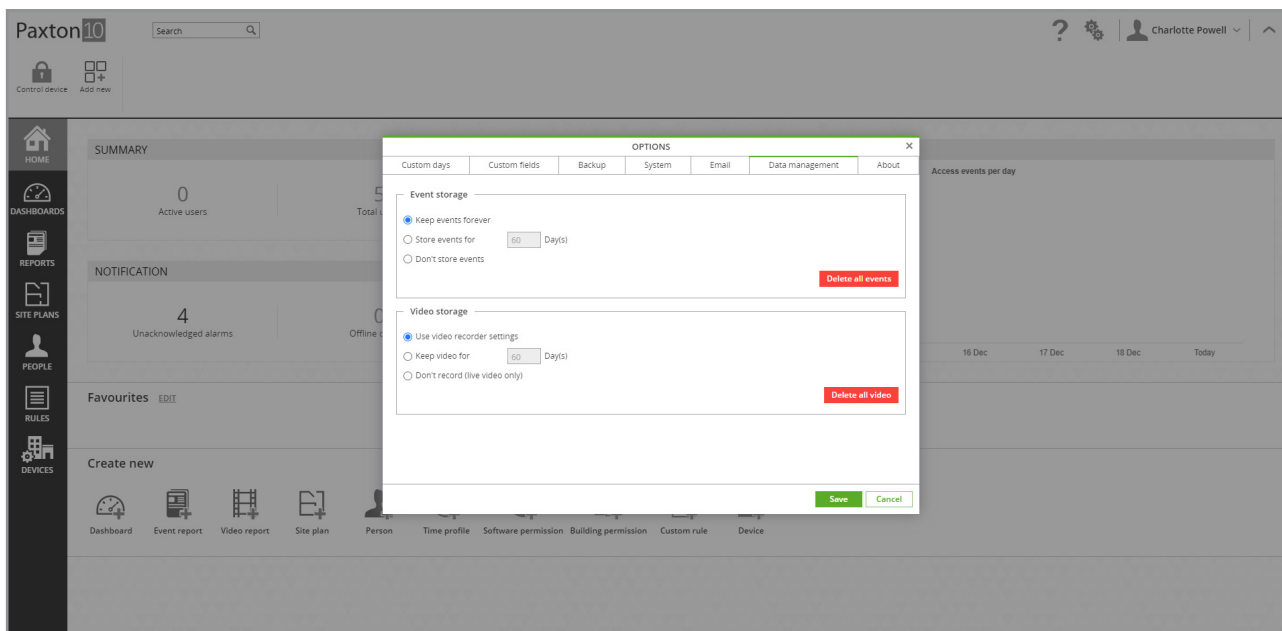 Paxton10
Search
Charlotte Powell
Control device
Add new
HOME
DASHBOARDS
REPORTS
SITE PLANS
PEOPLE
RULES
DEVICES
SUMMARY
0
Active users
5
Total
NOTIFICATION
4
Unacknowledged alarms
0
Offline
Access events per day
16 Dec 17 Dec 18 Dec Today
OPTIONS
Custom days Custom fields Backup System Email Data management About
Event storage
Keep events forever
Store events for 60 Day(s)
Don't store events
Delete all events
Video storage
Use video recorder settings
Keep video for 60 Day(s)
Don't record (live video only)
Delete all video
Save Cancel
Favourites EDIT
Create new
Dashboard Event report Video report Site plan Person Time profile Software permission Building permission Custom rule Device